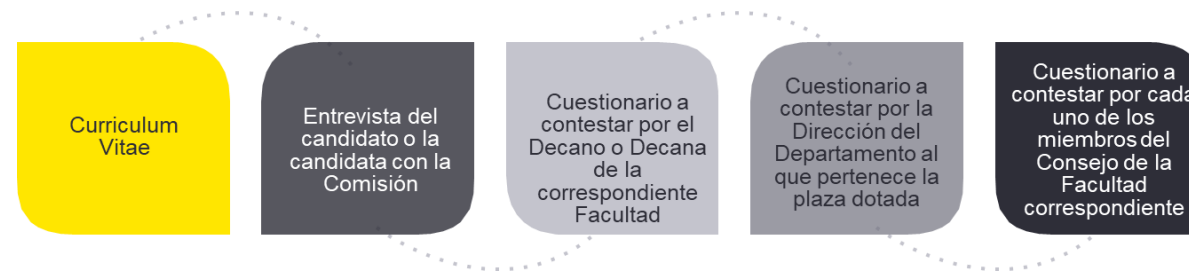 Curriculum
Vitae
Entrevista del
candidato o la
candidata con la
Comisión
Cuestionario a
contestar por el
Decano o Decana
de la
correspondiente
Facultad
Cuestionario a
contestar por la
Dirección del
Departamento al
que pertenece la
plaza dotada
Cuestionario a
contestar por cada
uno de los
miembros del
Consejo de la
Facultad
correspondiente